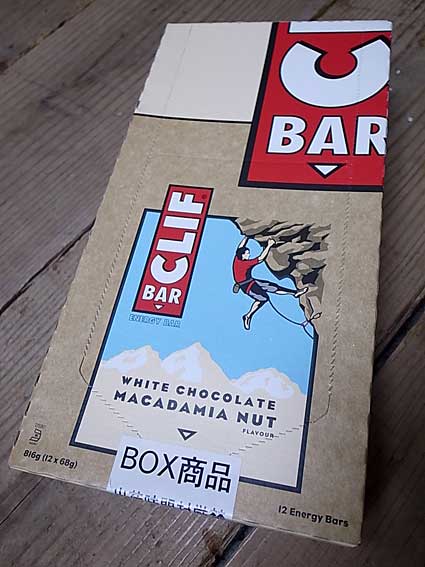 CL
BAR
CLIF
BAR
ENERGY BAR
WHITE CHOCOLATE
MACADAMIA NUT
FLAVOUR
BOX商品
816g (12 x 68g)
12 Energy Bars